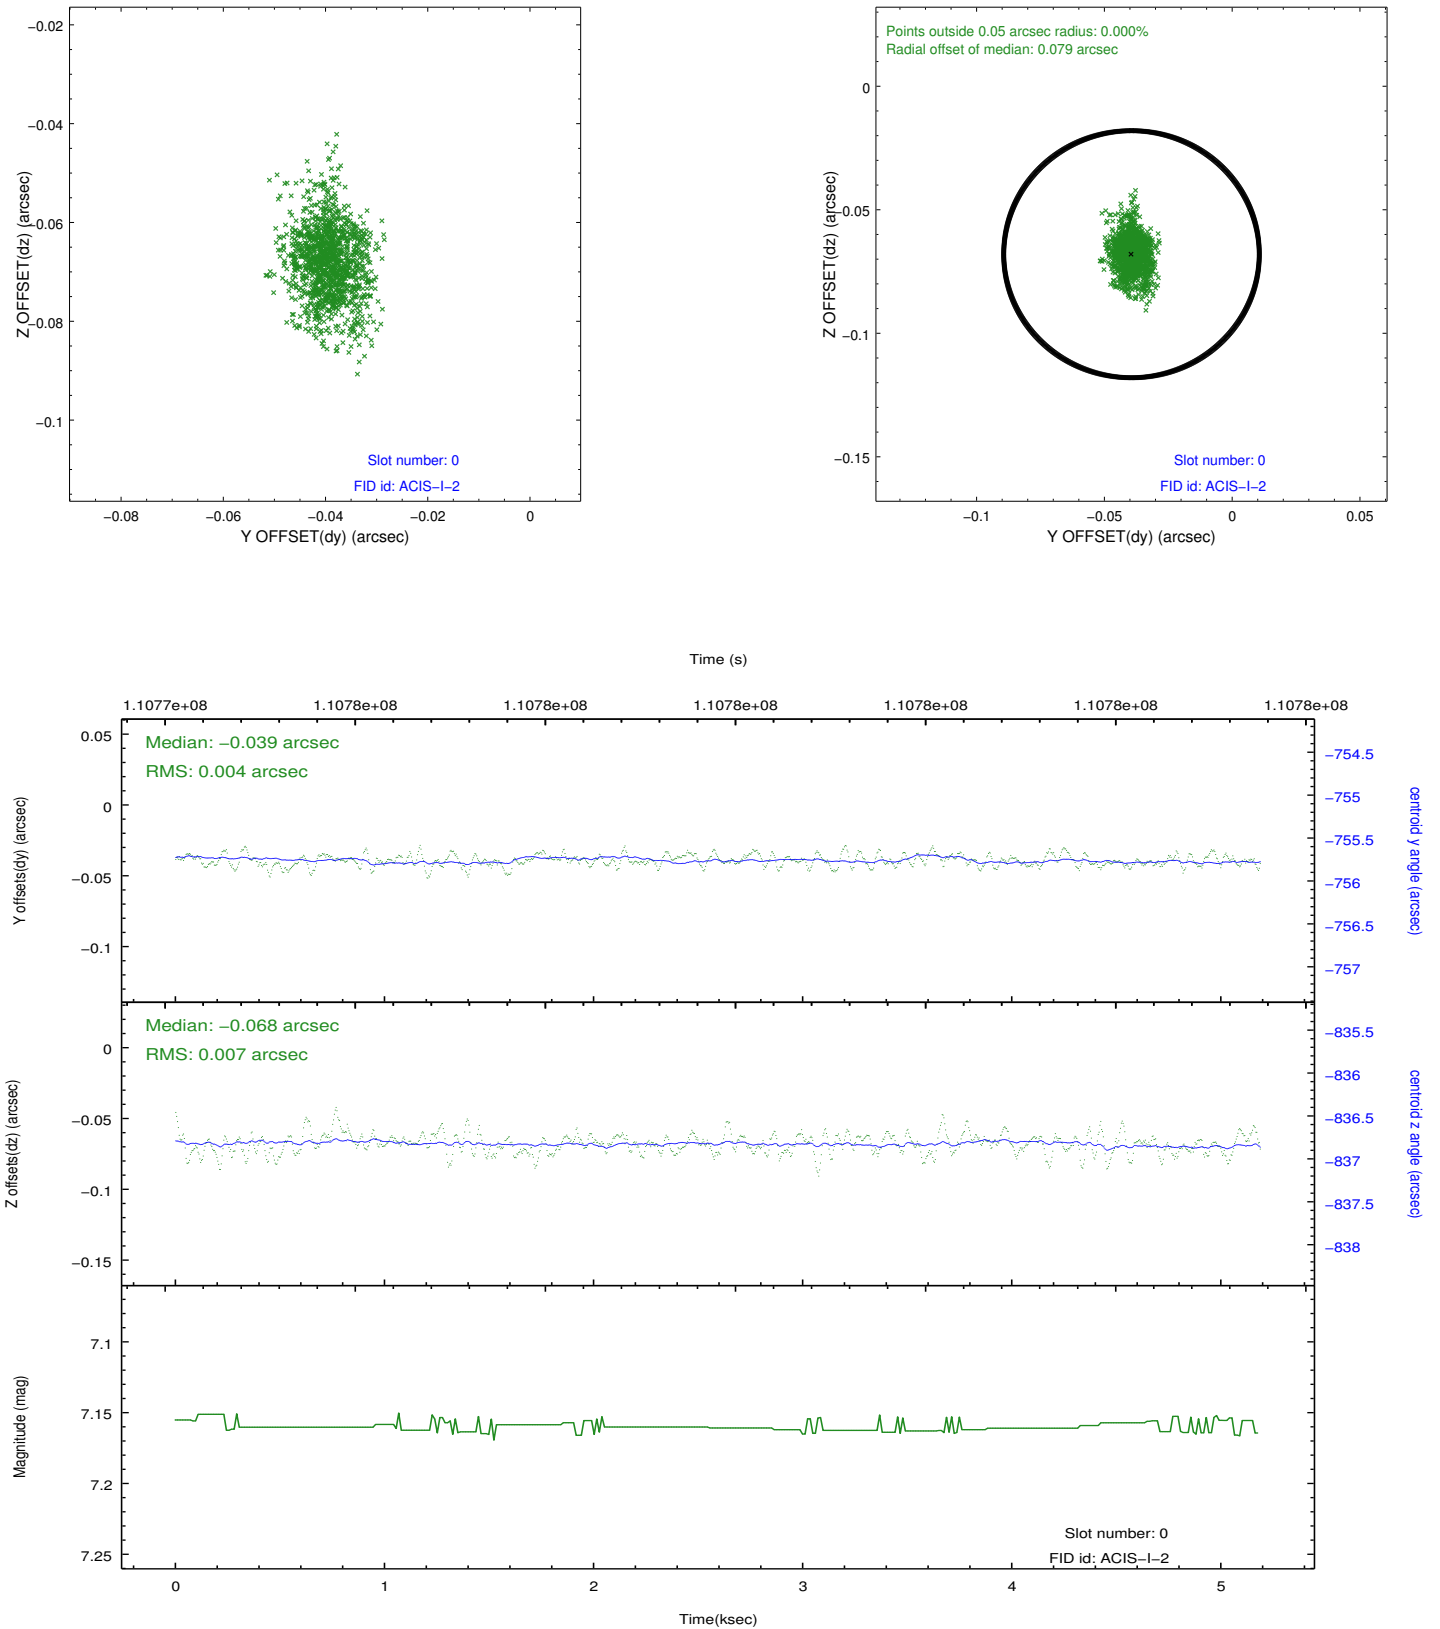 −0.02
−0.04
−0.06
−0.08
−0.1
Z OFFSET(dz) (arcsec)
Slot number: 0
FID id: ACIS−I−2
−0.08 −0.06 −0.04 −0.02 0
Y OFFSET(dy) (arcsec)
Points outside 0.05 arcsec radius: 0.000%
Radial offset of median: 0.079 arcsec
0
−0.05
−0.1
−0.15
Z OFFSET(dz) (arcsec)
Slot number: 0
FID id: ACIS−I−2
−0.1 −0.05 0 0.05
Y OFFSET(dy) (arcsec)
Time (s)
1.1077e+08 1.1078e+08 1.1078e+08 1.1078e+08 1.1078e+08 1.1078e+08 1.1078e+08
Median: −0.039 arcsec
RMS: 0.004 arcsec
0.05
0
−0.05
−0.1
Y offsets(dy) (arcsec)
−754.5
−755
−755.5
−756
−756.5
−757
centroid y angle (arcsec)
Median: −0.068 arcsec
RMS: 0.007 arcsec
0
−0.05
−0.1
−0.15
Z offsets(dz) (arcsec)
−835.5
−836
−836.5
−837
−837.5
−838
centroid z angle (arcsec)
7.1
7.15
7.2
7.25
Magnitude (mag)
Slot number: 0
FID id: ACIS−I−2
0 1 2 3 4 5
Time(ksec)